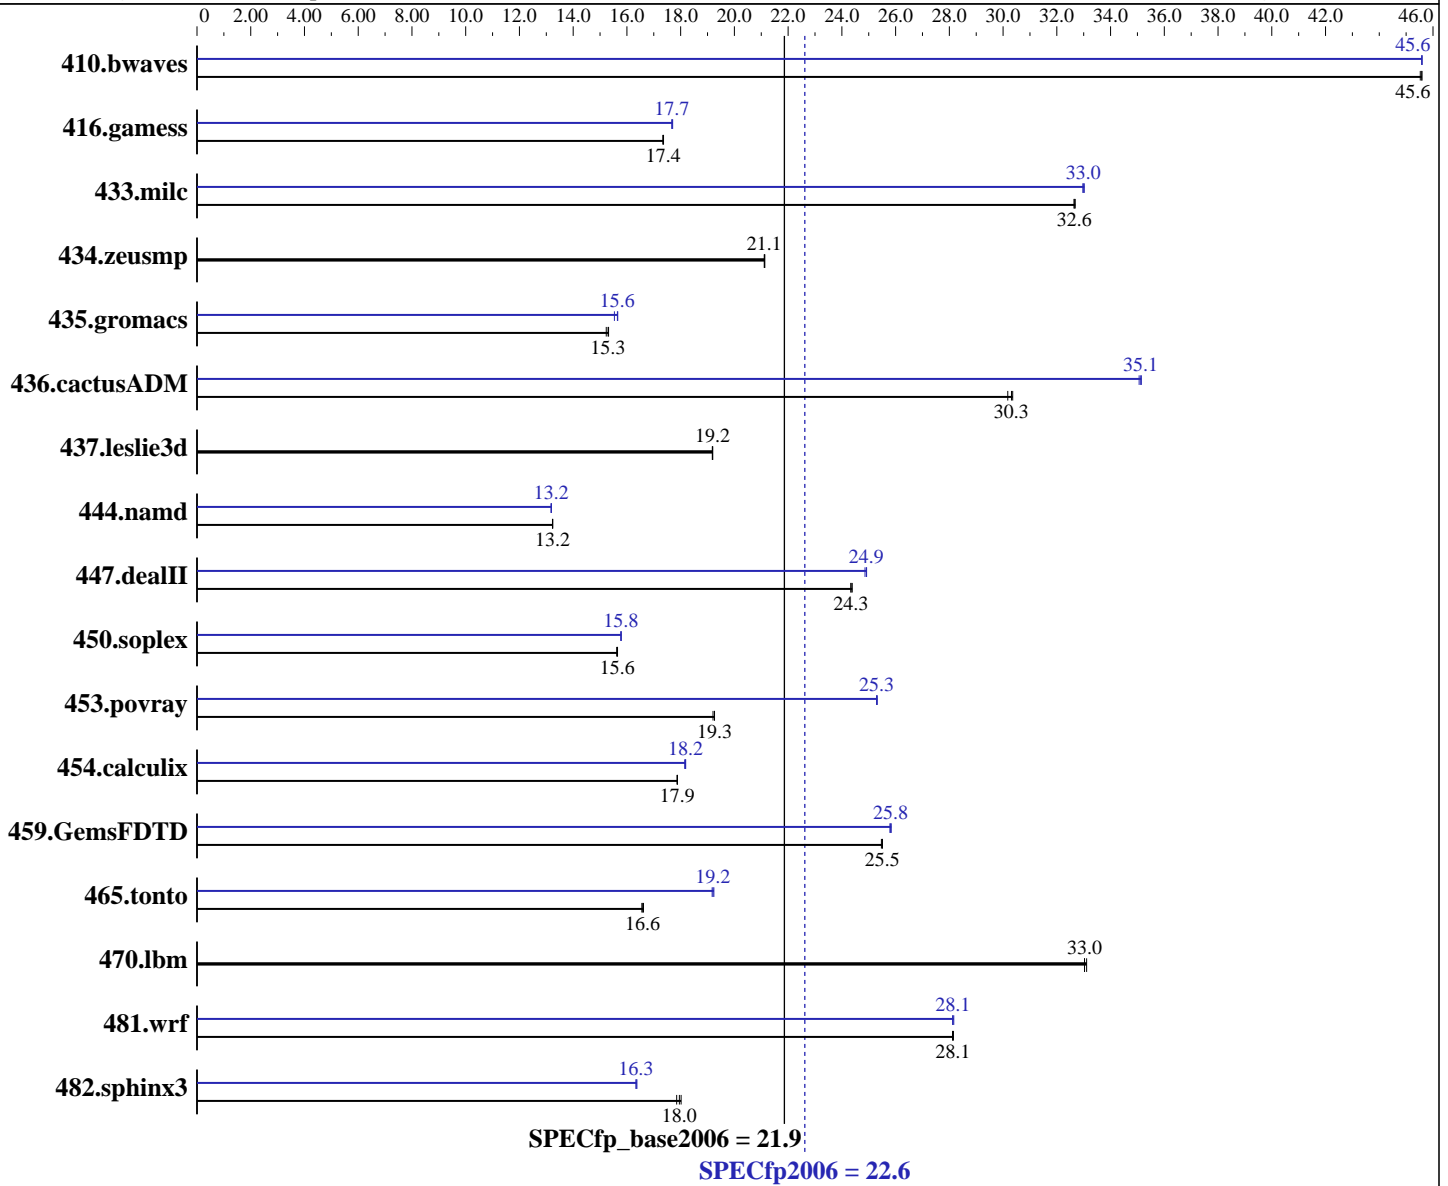 0 2.00 4.00 6.00 8.00 10.0 12.0 14.0 16.0 18.0 20.0 22.0 24.0 26.0 28.0 30.0 32.0 34.0 36.0 38.0 40.0 42.0 46.0
410.bwaves
45.6
45.6
416.gamess
17.7
17.4
433.milc
33.0
32.6
434.zeusmp
21.1
435.gromacs
15.6
15.3
436.cactusADM
35.1
30.3
437.leslie3d
19.2
444.namd
13.2
13.2
447.dealII
24.9
24.3
450.soplex
15.8
15.6
453.povray
25.3
19.3
454.calculix
18.2
17.9
459.GemsFDTD
25.8
25.5
465.tonto
19.2
16.6
470.lbm
33.0
481.wrf
28.1
28.1
482.sphinx3
16.3
18.0
SPECfp_base2006 = 21.9
SPECfp2006 = 22.6